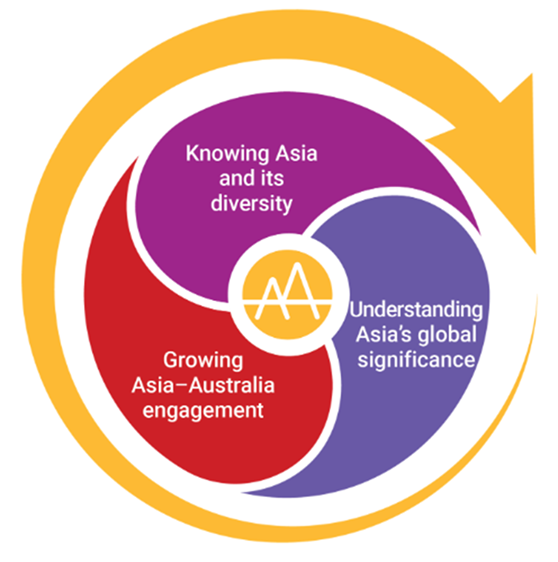 Knowing Asia
and its
diversity
Understanding
Asia's global
significance
Growing
Asia–Australia
engagement